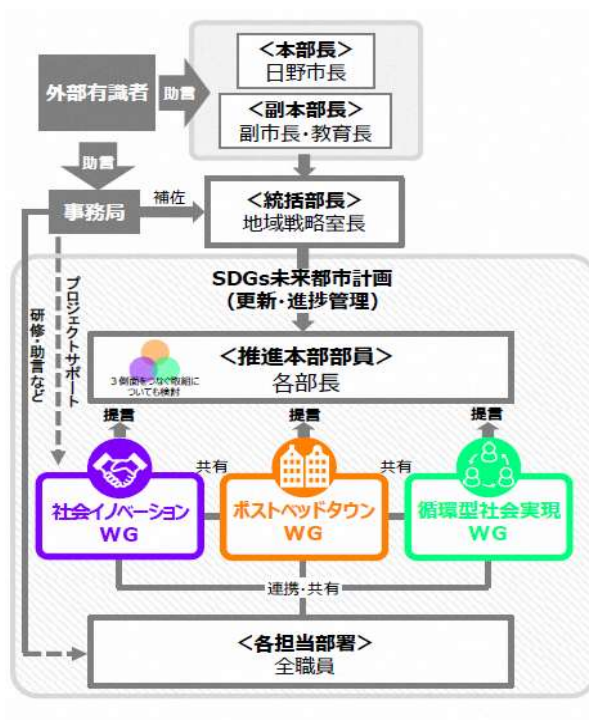 <本部長>
日野市長
外部有識者
助言
<副本部長>
副市長・教育長
助言
事務局
補佐
<統括部長>
地域戦略室長
SDGs未来都市計画
(更新・進捗管理)
プロジェクトサポート
研修・助言など
<推進本部部員>
各部長
3側面をつなぐ取組に
ついても検討
提言
提言
提言
共有
共有
社会イノベーション
WG
ポストベッドタウン
WG
循環型社会実現
WG
連携・共有
<各担当部署>
全職員